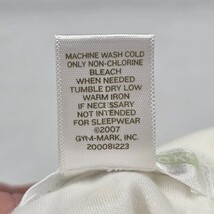 MACHINE WASH COLD
ONLY NON-CHLORINE
BLEACH
WHEN NEEDED
TUMBLE DRY LOW
WARM IRON
IF NECESSARY
NOT INTENDED
FOR SLEEPWEAR
©2007
GYM-MARK, INC.
200081223